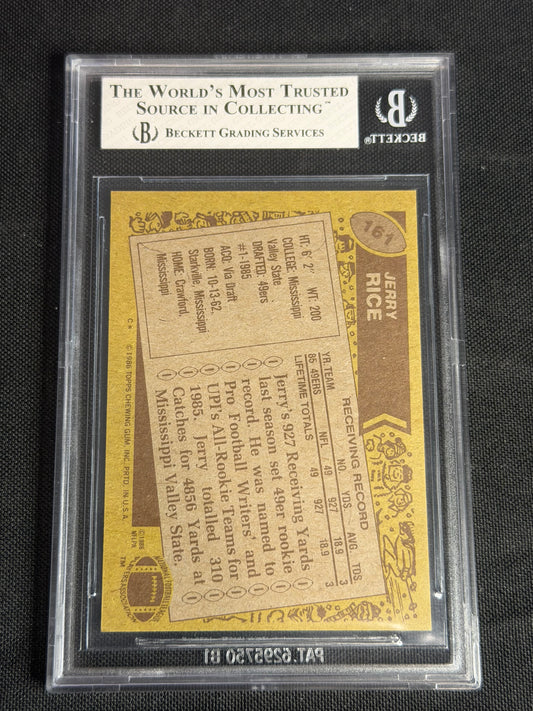 THE WORLD'S MOST TRUSTED
SOURCE IN COLLECTING™
B BECKETT GRADING SERVICES
B
BECKETT®
161
JERRY
RICE
HT: 6' 2" WT: 200
COLLEGE: Mississippi
Valley State
DRAFTED: 49ers
#1-1985
ACQ: Via Draft
BORN: 10-13-62,
Starkville, Mississippi
HOME: Crawford,
Mississippi
RECEIVING RECORD
YR. TEAM NO. YDS. AVG. TDS.
85 49ERS 49 927 18.9 3
NFL
LIFETIME TOTALS 49 927 18.9 3
Jerry's 927 Receiving Yards
last season set 49er rookie
record. He was named to
Pro Football Writers' and
UPI's All-Rookie Teams for
1985. Jerry totalled 310
Catches for 4856 Yards at
Mississippi Valley State.
C*
© 1986 TOPPS CHEWING GUM, INC. PRTD. IN U.S.A.
© 1986
NFLPA
TM
PAT. 6295750 B1